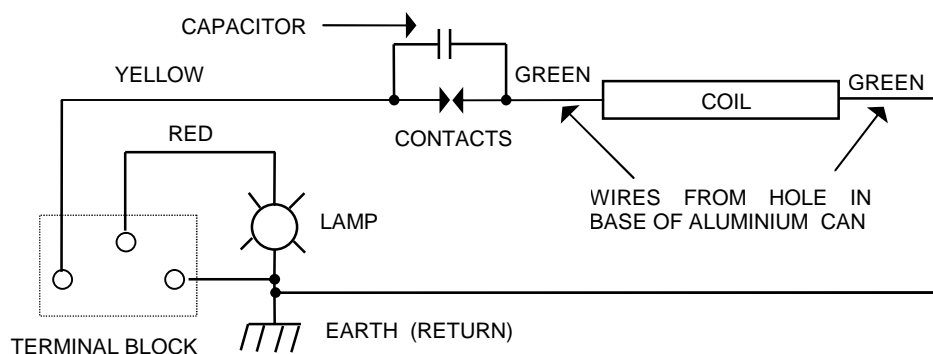 CAPACITOR
YELLOW
GREEN
GREEN
COIL
CONTACTS
RED
WIRES FROM HOLE IN
BASE OF ALUMINIUM CAN
LAMP
EARTH (RETURN)
TERMINAL BLOCK